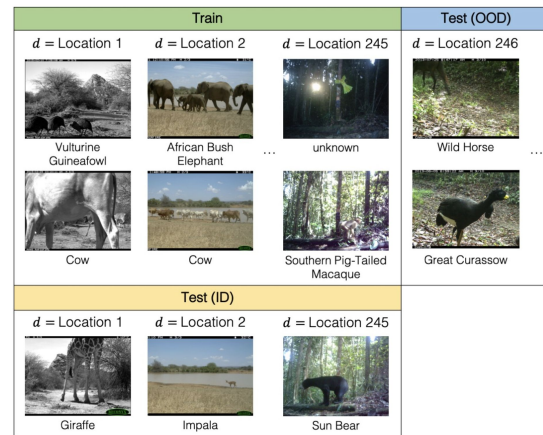 Train
Test (OOD)
d = Location 1
d = Location 2
d = Location 245
d = Location 246
Vulturine
Guineafowl
African Bush
Elephant
...
unknown
Wild Horse
...
Cow
Cow
Southern Pig-Tailed
Macaque
Great Curassow
Test (ID)
d = Location 1
d = Location 2
d = Location 245
Giraffe
Impala
Sun Bear